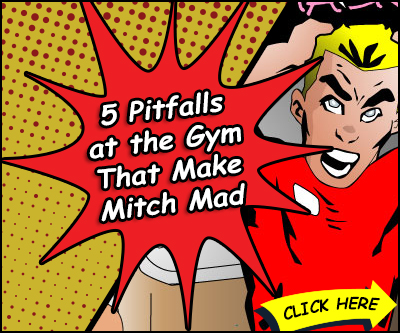 5 Pitfalls
at the Gym
That Make
Mitch Mad
CLICK HERE